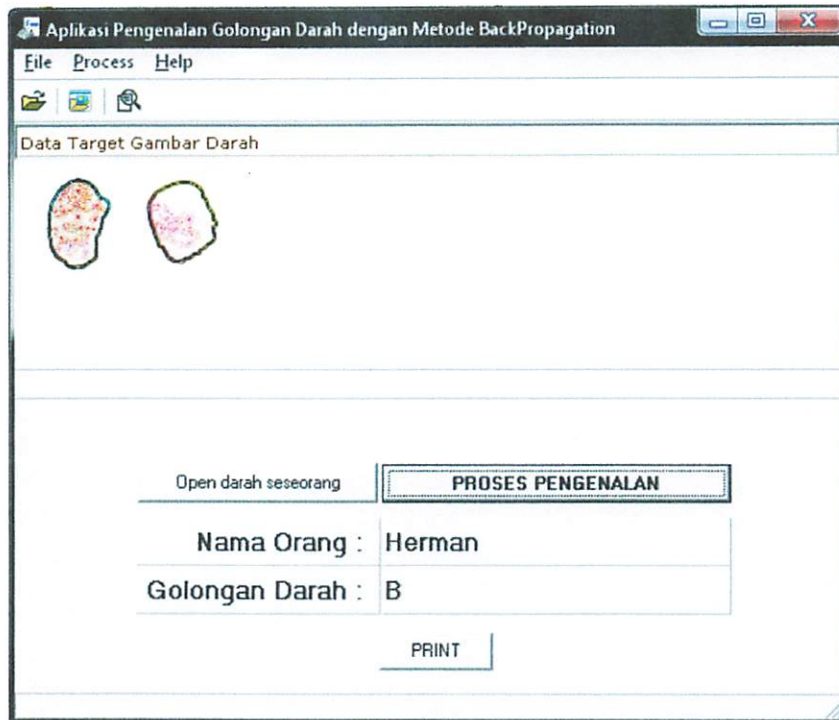 Aplikasi Pengenalan Golongan Darah dengan Metode BackPropagation
File Process Help
Data Target Gambar Darah
Open darah seseorang PROSES PENGENALAN
Nama Orang : Herman
Golongan Darah : B
PRINT